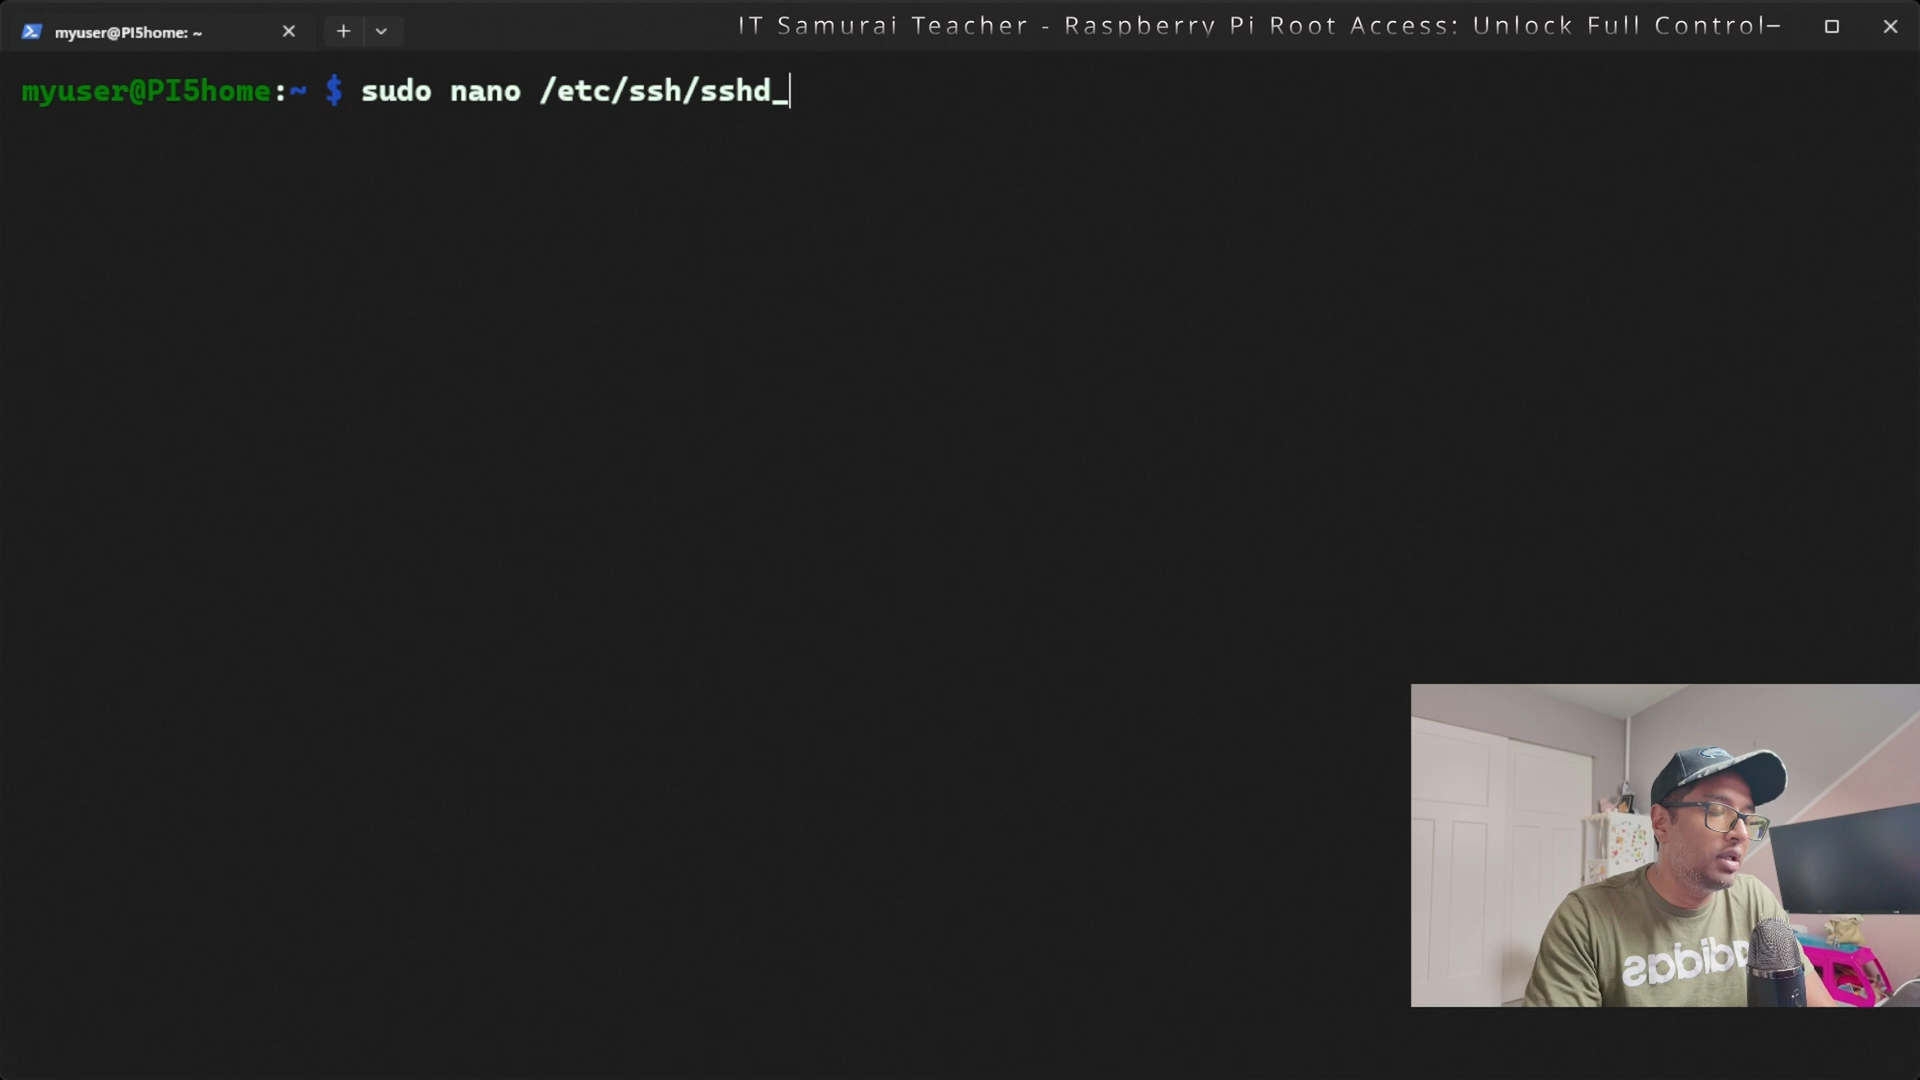 myuser@PI5home: ~
IT Samurai Teacher - Raspberry Pi Root Access: Unlock Full Control
myuser@PI5home:~ $ sudo nano /etc/ssh/sshd_
adidas